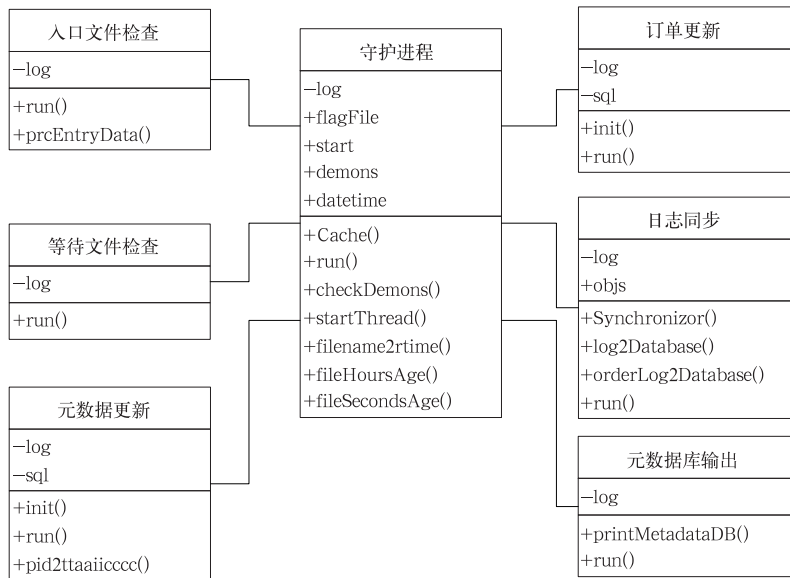 入口文件检查
−log
+run()
+prcEntryData()
等待文件检查
−log
+run()
元数据更新
−log
−sql
+init()
+run()
+pid2ttaaiicccc()
守护进程
−log
+flagFile
+start
+demons
+datetime
+Cache()
+run()
+checkDemons()
+startThread()
+filename2rtime()
+fileHoursAge()
+fileSecondsAge()
订单更新
−log
−sql
+init()
+run()
日志同步
−log
+objs
+Synchronizor()
+log2Database()
+orderLog2Database()
+run()
元数据库输出
−log
+printMetadataDB()
+run()